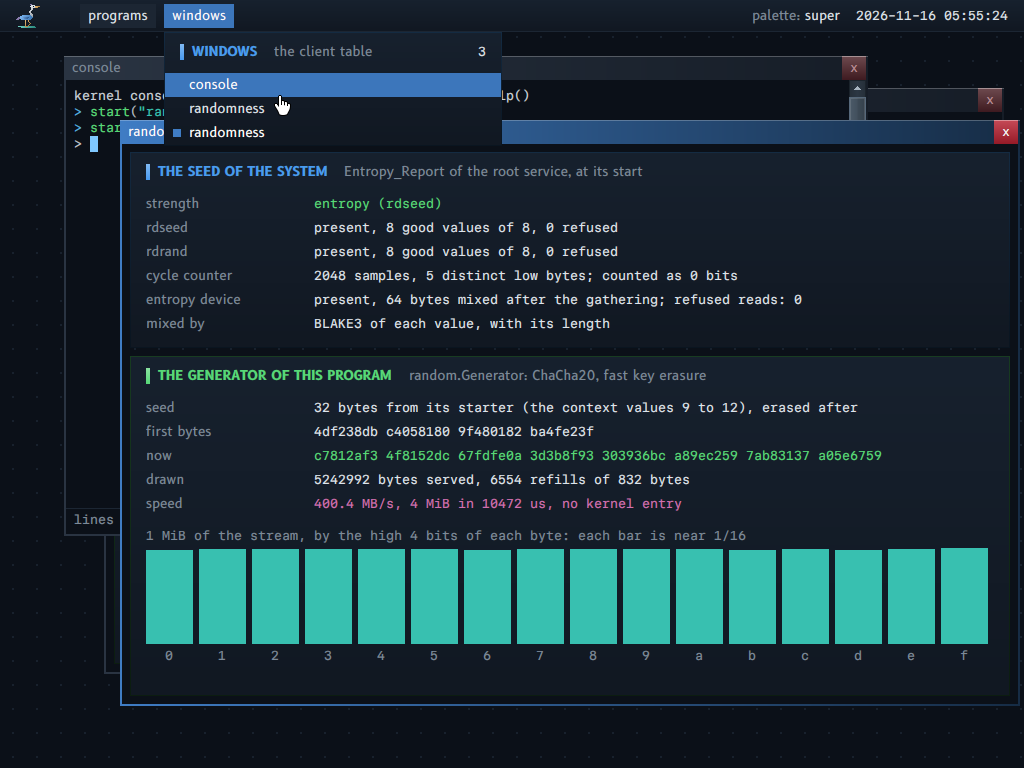 programs windows palette: super 2026-11-16 05:55:24
WINDOWS the client table 3
console
randomness
randomness
console x
kernel
> start(
>
>
lines
x
x
THE SEED OF THE SYSTEM Entropy_Report of the root service, at its start
strength entropy (rdseed)
rdseed present, 8 good values of 8, 0 refused
rdrand present, 8 good values of 8, 0 refused
cycle counter 2048 samples, 5 distinct low bytes; counted as 0 bits
entropy device present, 64 bytes mixed after the gathering; refused reads: 0
mixed by BLAKE3 of each value, with its length
THE GENERATOR OF THIS PROGRAM random.Generator: ChaCha20, fast key erasure
seed 32 bytes from its starter (the context values 9 to 12), erased after
first bytes 4df238db c4058180 9f480182 ba4fe23f
now c7812af3 4f8152dc 67fdfe0a 3d3b8f93 303936bc a89ec259 7ab83137 a05e6759
drawn 5242992 bytes served, 6554 refills of 832 bytes
speed 400.4 MB/s, 4 MiB in 10472 us, no kernel entry
1 MiB of the stream, by the high 4 bits of each byte: each bar is near 1/16
0 1 2 3 4 5 6 7 8 9 a b c d e f